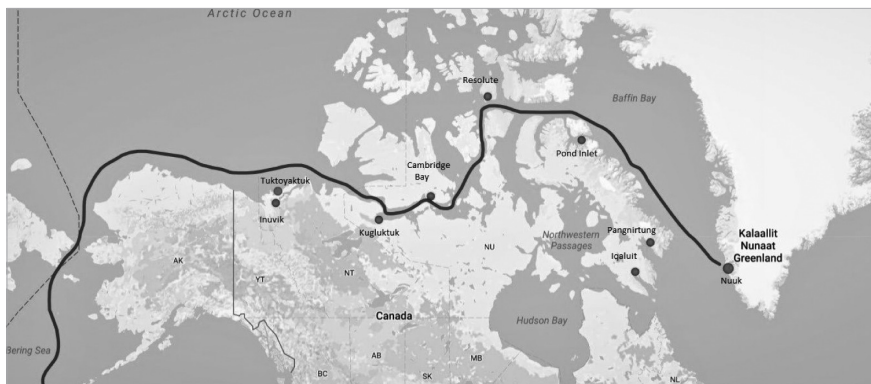 Arctic Ocean
Resolute
Baffin Bay
Pond Inlet
Cambridge
Bay
Tuktoyaktuk
Inuvik
Kugluktuk
Northwestern
Passages
Pangnirtung
Iqaluit
Kalaallit
Nunaat
Greenland
Nuuk
NU
AK
YT
NT
Canada
Hudson Bay
Bering Sea
BC
AB
SK
MB
NL